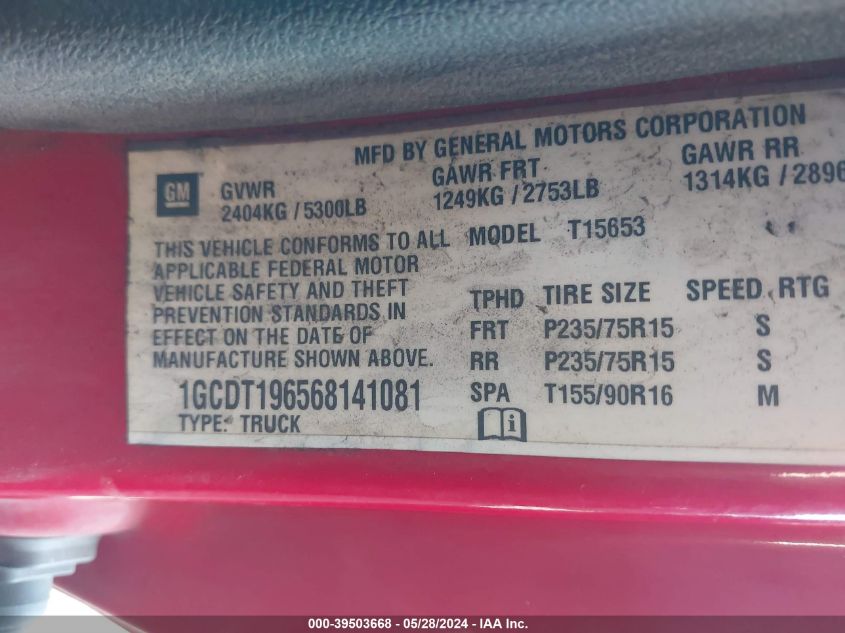 MFD BY GENERAL MOTORS CORPORATION
GM
GVWR
2404KG / 5300LB
GAWR FRT
1249KG / 2753LB
GAWR RR
1314KG / 2896
THIS VEHICLE CONFORMS TO ALL
APPLICABLE FEDERAL MOTOR
VEHICLE SAFETY AND THEFT
PREVENTION STANDARDS IN
EFFECT ON THE DATE OF
MANUFACTURE SHOWN ABOVE.
1GCDT196568141081
TYPE: TRUCK
MODEL T15653
TPHD TIRE SIZE SPEED RTG
FRT P235/75R15 S
RR P235/75R15 S
SPA T155/90R16 M
i
000-39503668 - 05/28/2024 - IAA Inc.